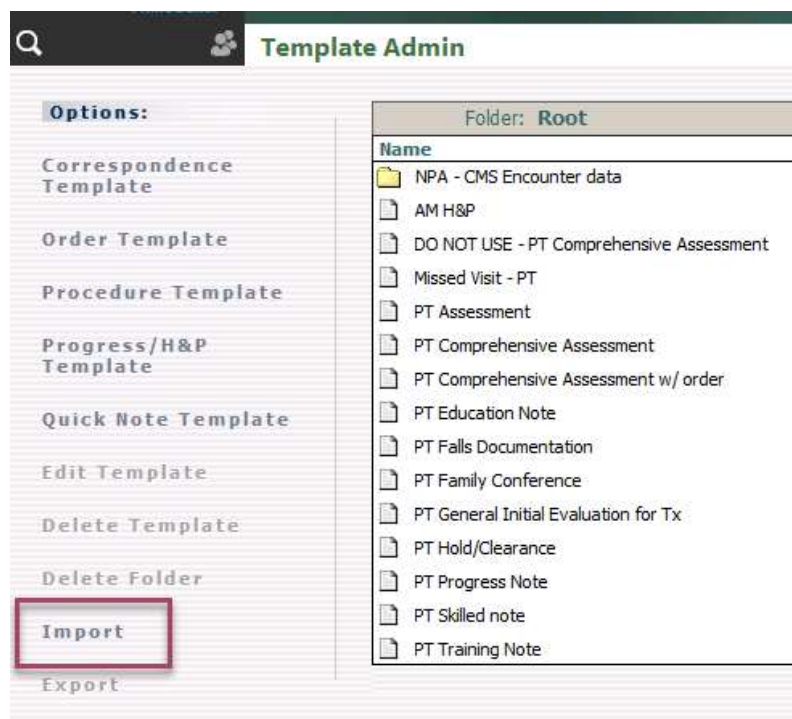 Template Admin
Options:
Correspondence
Template
Order Template
Procedure Template
Progress/H&P
Template
Quick Note Template
Edit Template
Delete Template
Delete Folder
Import
Export
Folder: Root
Name
NPA - CMS Encounter data
AM H&P
DO NOT USE - PT Comprehensive Assessment
Missed Visit - PT
PT Assessment
PT Comprehensive Assessment
PT Comprehensive Assessment w/ order
PT Education Note
PT Falls Documentation
PT Family Conference
PT General Initial Evaluation for Tx
PT Hold/Clearance
PT Progress Note
PT Skilled note
PT Training Note